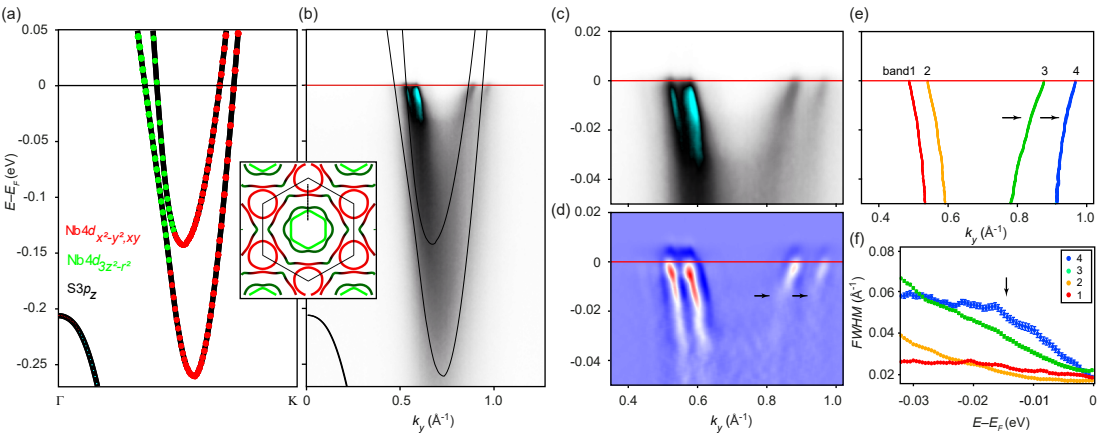 (a)
0.05
0
-0.05
-0.1
-0.15
-0.2
-0.25
E–E_F (eV)
Nb4d_x²-y²,xy
Nb4d_3z²-r²
S3p_z
Γ
K
(b)
0
0.5
1.0
k_y (Å⁻¹)
(c)
0.02
0
-0.02
-0.04
(d)
0.02
0
-0.02
-0.04
0.4
0.6
0.8
1.0
k_y (Å⁻¹)
(e)
band1 2 3 4
0.4
0.6
0.8
1
k_y (Å⁻¹)
(f)
0.08
0.06
0.04
0.02
FWHM (Å⁻¹)
4
3
2
1
-0.03
-0.02
-0.01
0.00
E–E_F (eV)